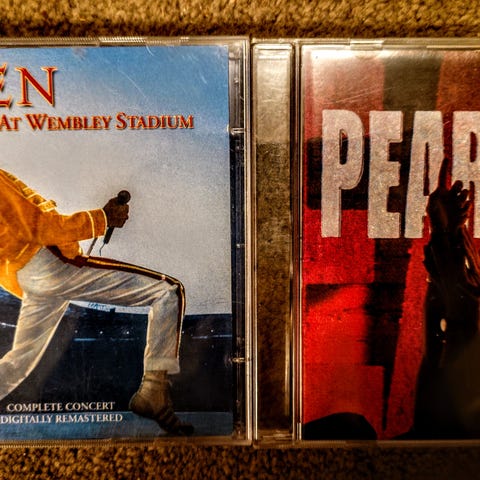 EN
AT WEMBLEY STADIUM
COMPLETE CONCERT
DIGITALLY REMASTERED
PEAR